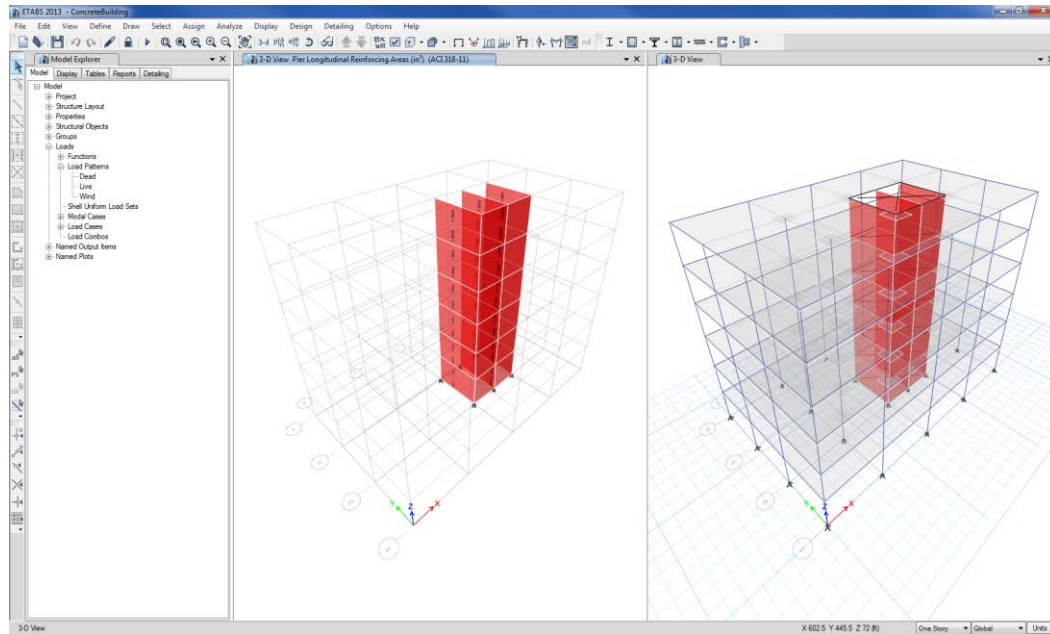 ETABS 2013 - ConcreteBuilding
File Edit View Define Draw Select Assign Analyze Display Design Detailing Options Help
3-d
nd
Model Explorer
Model Display Tables Reports Detailing
Model
Project
Structure Layout
Properties
Structural Objects
Groups
Loads
Functions
Load Patterns
Dead
Live
Wind
Shell Uniform Load Sets
Modal Cases
Load Cases
Load Combos
Named Output Items
Named Plots
3-D View Pier Longitudinal Reinforcing Areas (in²) (ACI 318-11)
Y Z X
3-D View
Y Z X
3-D View
X 602.5 Y 445.5 Z 72 (ft)
One Story
Global
Units